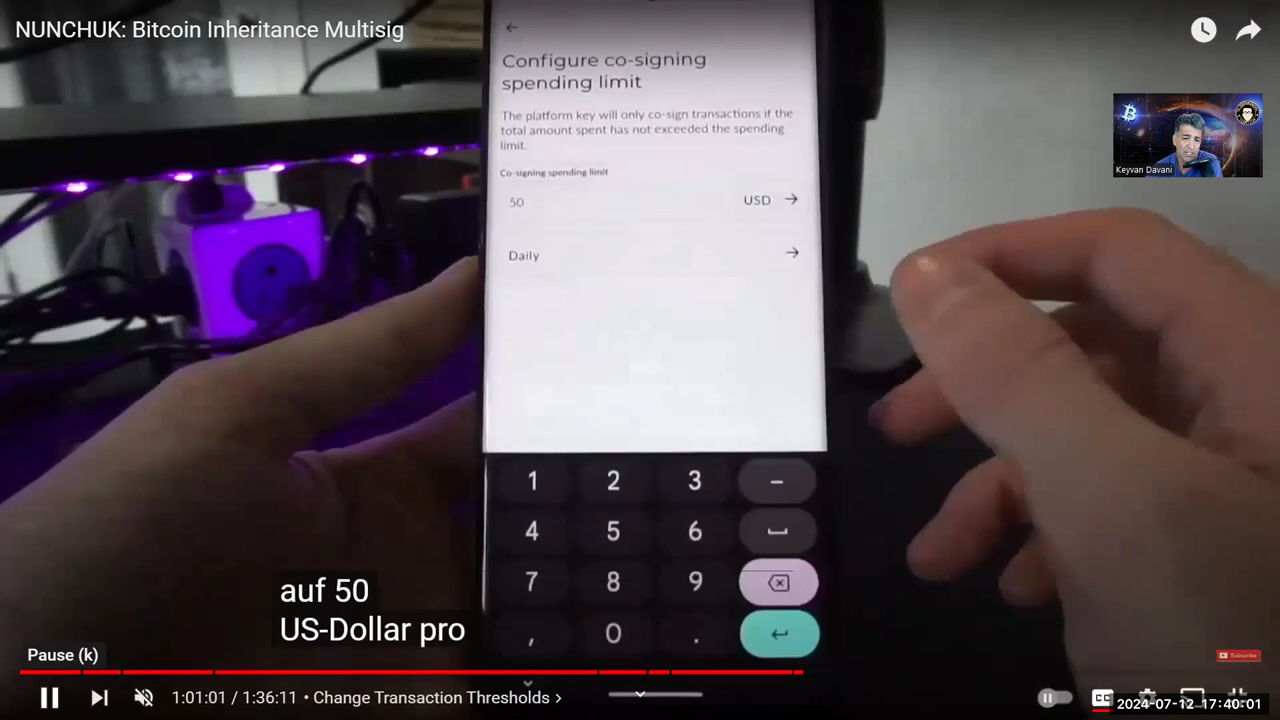 NUNCHUK: Bitcoin Inheritance Multisig
←
Configure co-signing
spending limit
The platform key will only co-sign transactions if the
total amount spent has not exceeded the spending
limit.
Co-signing spending limit
50 USD →
Daily →
Keyvan Davani
1 2 3 –
4 5 6
7 8 9
, 0 .
auf 50
US-Dollar pro
Pause (k)
Subscribe
1:01:01 / 1:36:11 • Change Transaction Thresholds >
CC
2024-07-12 17:40:01